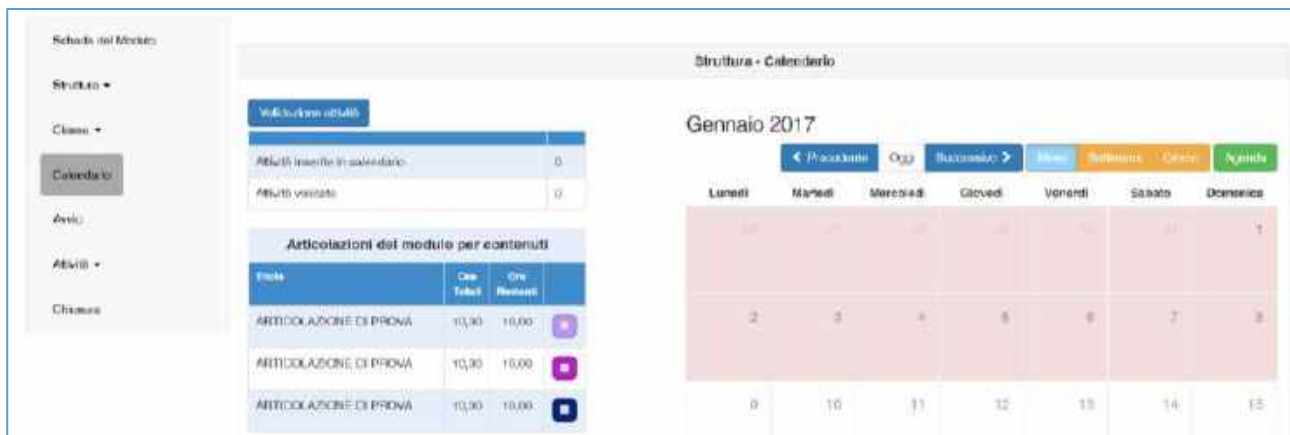 Scheda del Modulo
Struttura
Classe
Calendario
Avvisi
Attività
Chiusura
Struttura - Calendario
Validazione attività
Attività inserite in calendario 0
Attività validate 0
Articolazioni del modulo per contenuti
Titolo Ore Totali Ore Restanti
ARTICOLAZIONE DI PROVA 10,00 10,00
ARTICOLAZIONE DI PROVA 10,00 10,00
ARTICOLAZIONE DI PROVA 10,00 10,00
Gennaio 2017
Precedente Oggi Successivo Mese Settimana Giorno Agenda
Lunedì Martedì Mercoledì Giovedì Venerdì Sabato Domenica
1
2 3 4 5 6 7 8
9 10 11 12 13 14 15